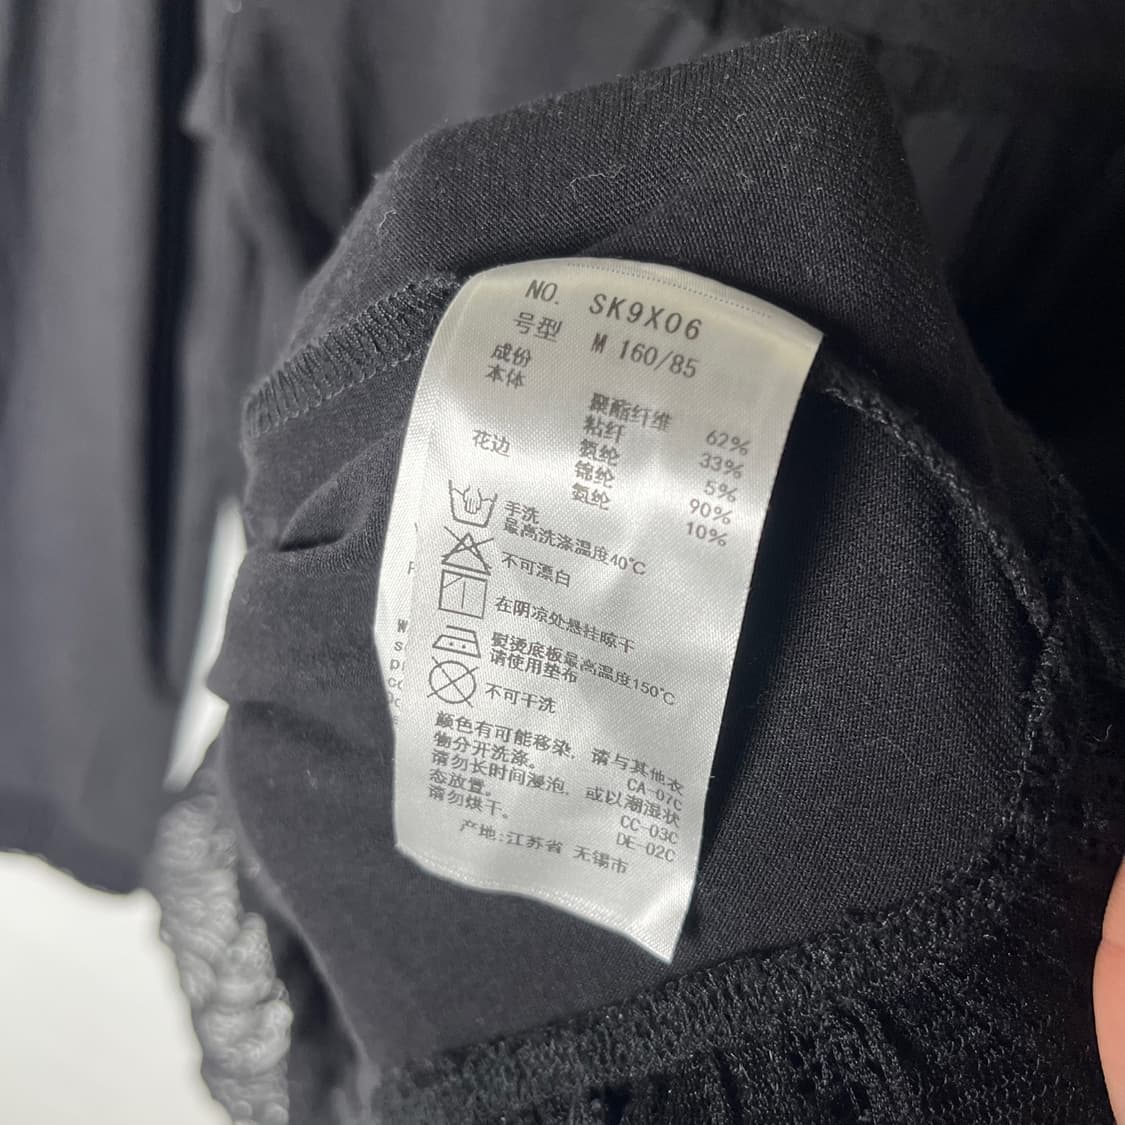 NO. SK9X06
号型 M 160/85
成份
本体 聚酯纤维 62%
粘纤 33%
氨纶 5%
花边 锦纶 90%
氨纶 10%
手洗
最高洗涤温度40℃
不可漂白
在阴凉处悬挂晾干
熨烫底板最高温度150℃
请使用垫布
不可干洗
颜色有可能移染, 请与其他衣
物分开洗涤。 CA-07C
请勿长时间浸泡, 或以潮湿状
态放置。 CC-03C
请勿烘干。 DE-02C
产地:江苏省 无锡市